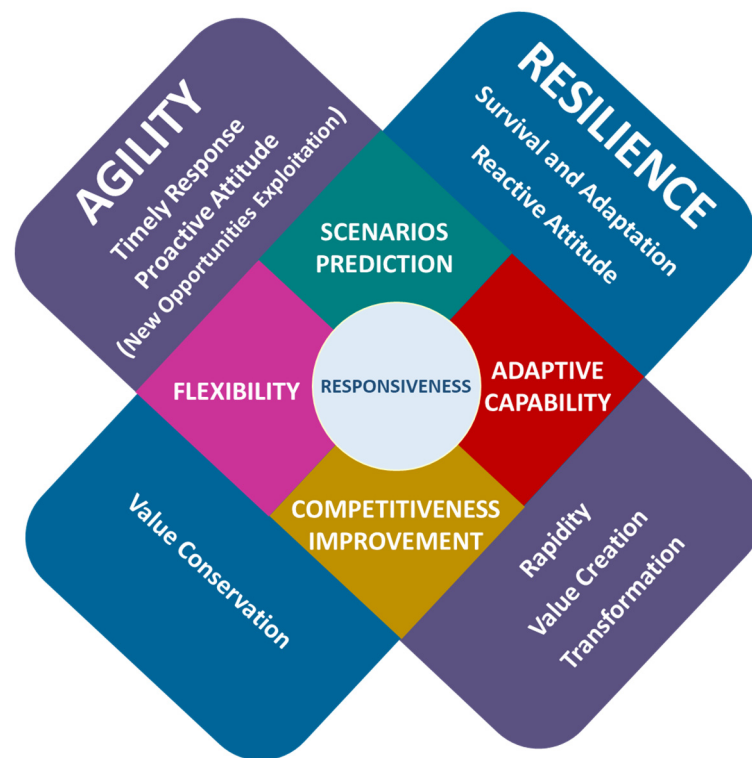 AGILITY
Timely Response
Proactive Attitude
(New Opportunities Exploitation)
RESILIENCE
Survival and Adaptation
Reactive Attitude
SCENARIOS
PREDICTION
FLEXIBILITY
RESPONSIVENESS
ADAPTIVE
CAPABILITY
COMPETITIVENESS
IMPROVEMENT
Value Conservation
Rapidity
Value Creation
Transformation